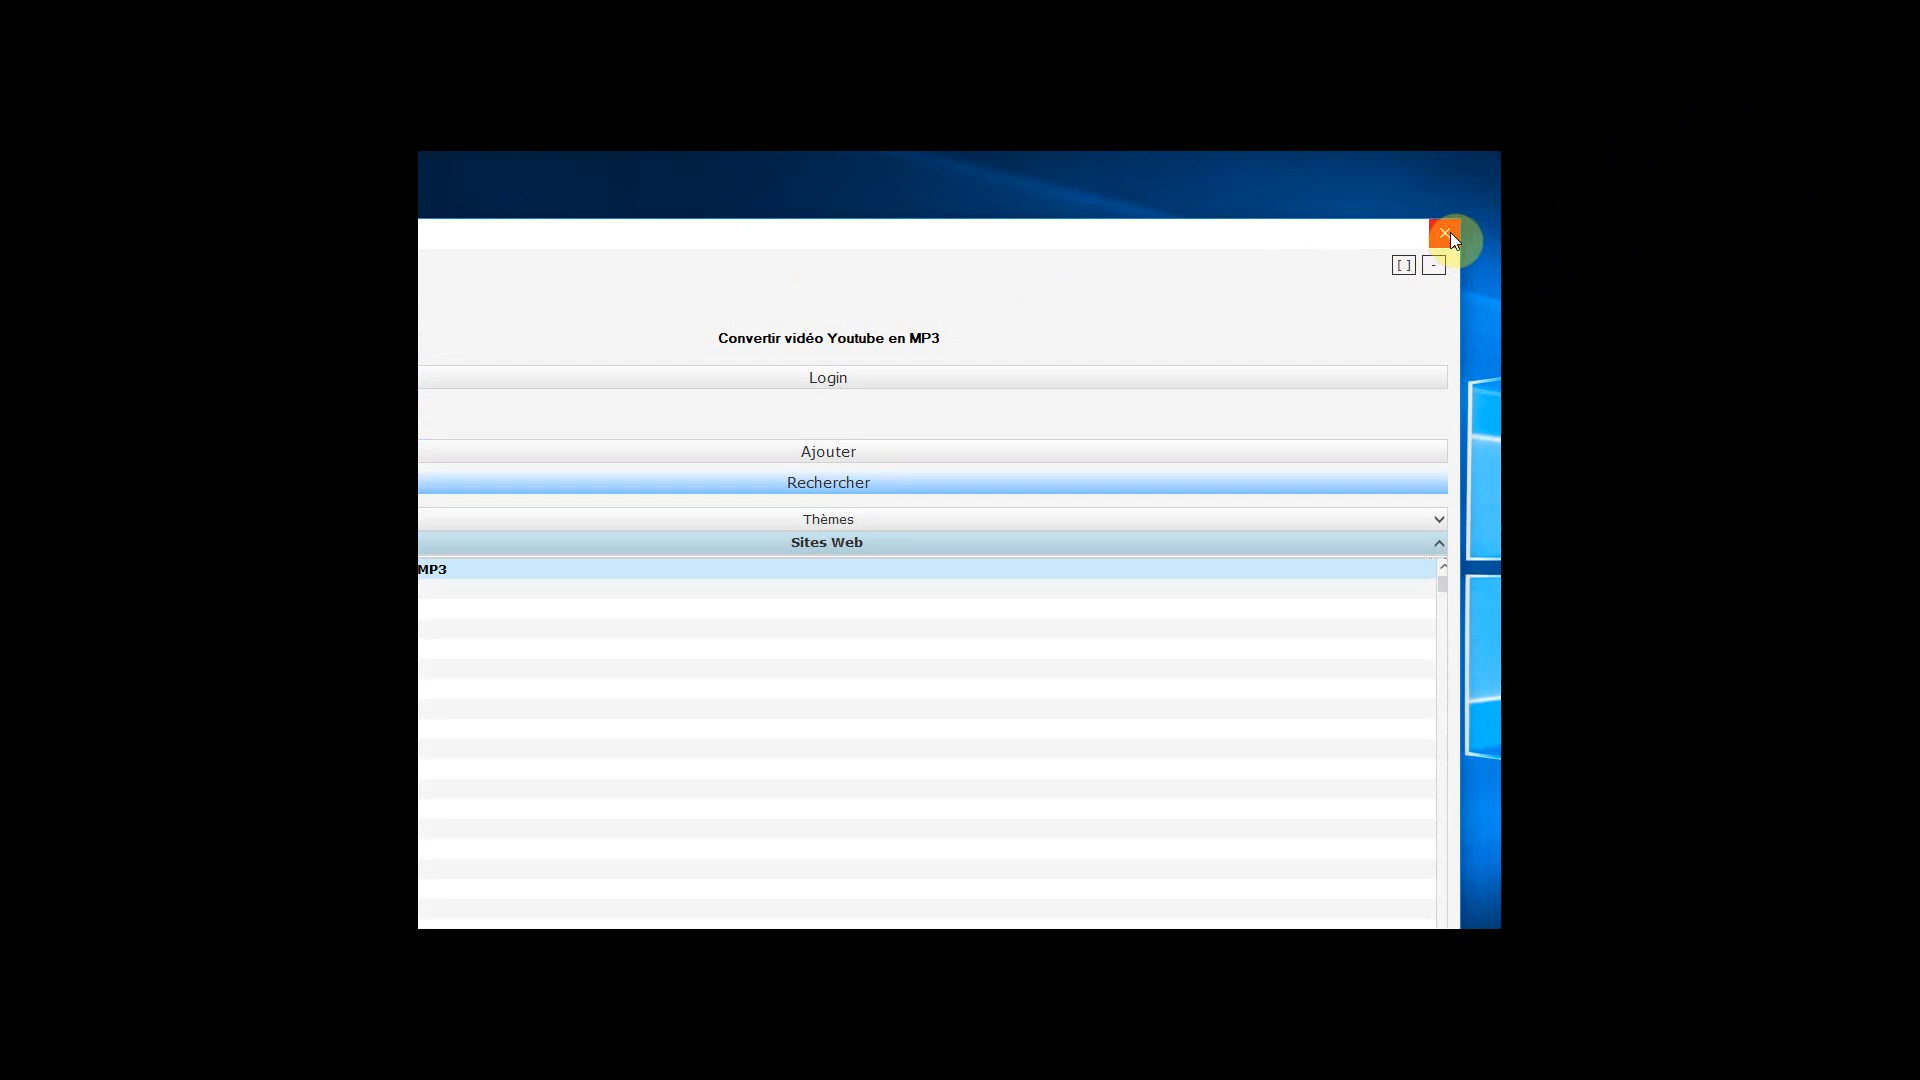 [ ] -
Convertir vidéo Youtube en MP3
Login
Ajouter
Rechercher
Thèmes
Sites Web
MP3